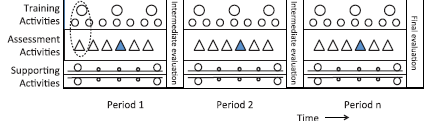 Training
Activities
Assessment
Activities
Supporting
Activities
Intermediate evaluation
Intermediate evaluation
Final evaluation
Period 1
Period 2
Period n
Time